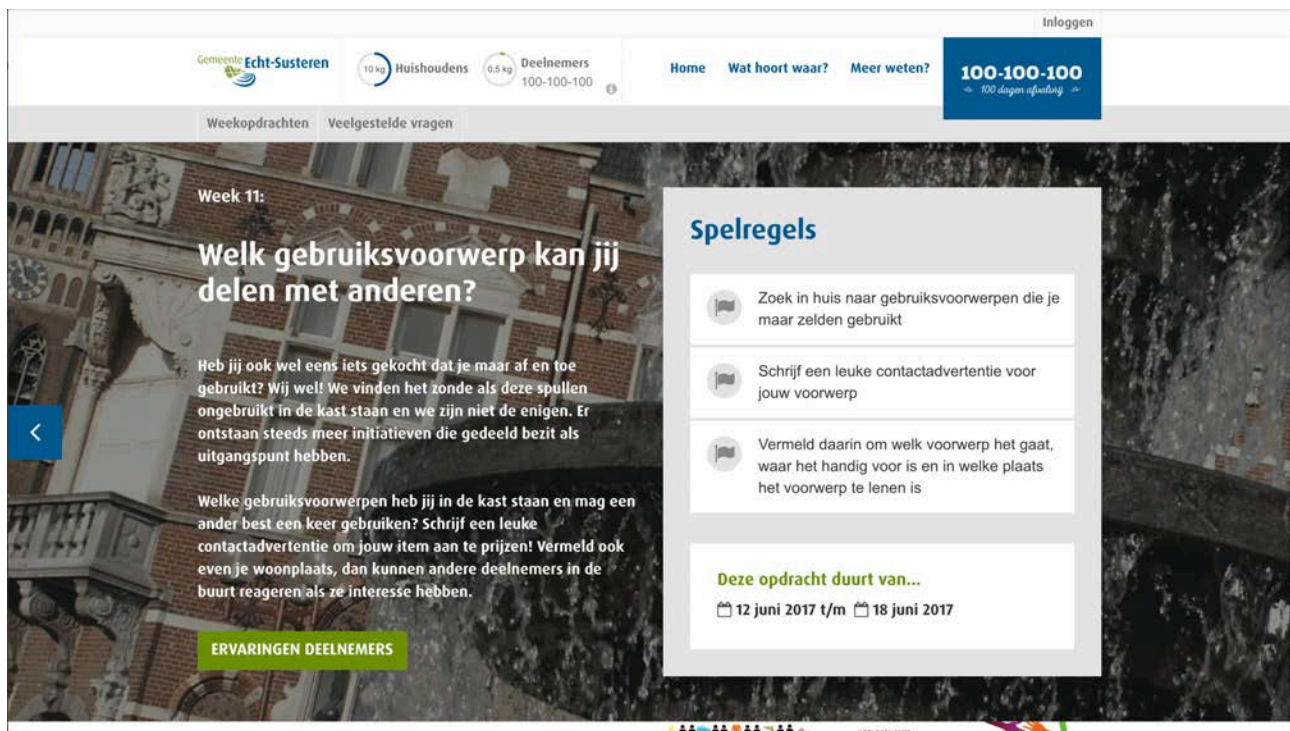 Inloggen
Gemeente Echt-Susteren
10 kg Huishoudens
0,5 kg Deelnemers
100-100-100
Home Wat hoort waar? Meer weten?
100-100-100
100 dagen afvalvrij
Weekopdrachten Veelgestelde vragen
Week 11:
Welk gebruiksvoorwerp kan jij
delen met anderen?
Heb jij ook wel eens iets gekocht dat je maar af en toe
gebruikt? Wij wel! We vinden het zonde als deze spullen
ongebruikt in de kast staan en we zijn niet de enigen. Er
ontstaan steeds meer initiatieven die gedeeld bezit als
uitgangspunt hebben.
Welke gebruiksvoorwerpen heb jij in de kast staan en mag een
ander best een keer gebruiken? Schrijf een leuke
contactadvertentie om jouw item aan te prijzen! Vermeld ook
even je woonplaats, dan kunnen andere deelnemers in de
buurt reageren als ze interesse hebben.
ERVARINGEN DEELNEMERS
Spelregels
Zoek in huis naar gebruiksvoorwerpen die je
maar zelden gebruikt
Schrijf een leuke contactadvertentie voor
jouw voorwerp
Vermeld daarin om welk voorwerp het gaat,
waar het handig voor is en in welke plaats
het voorwerp te lenen is
Deze opdracht duurt van...
12 juni 2017 t/m 18 juni 2017